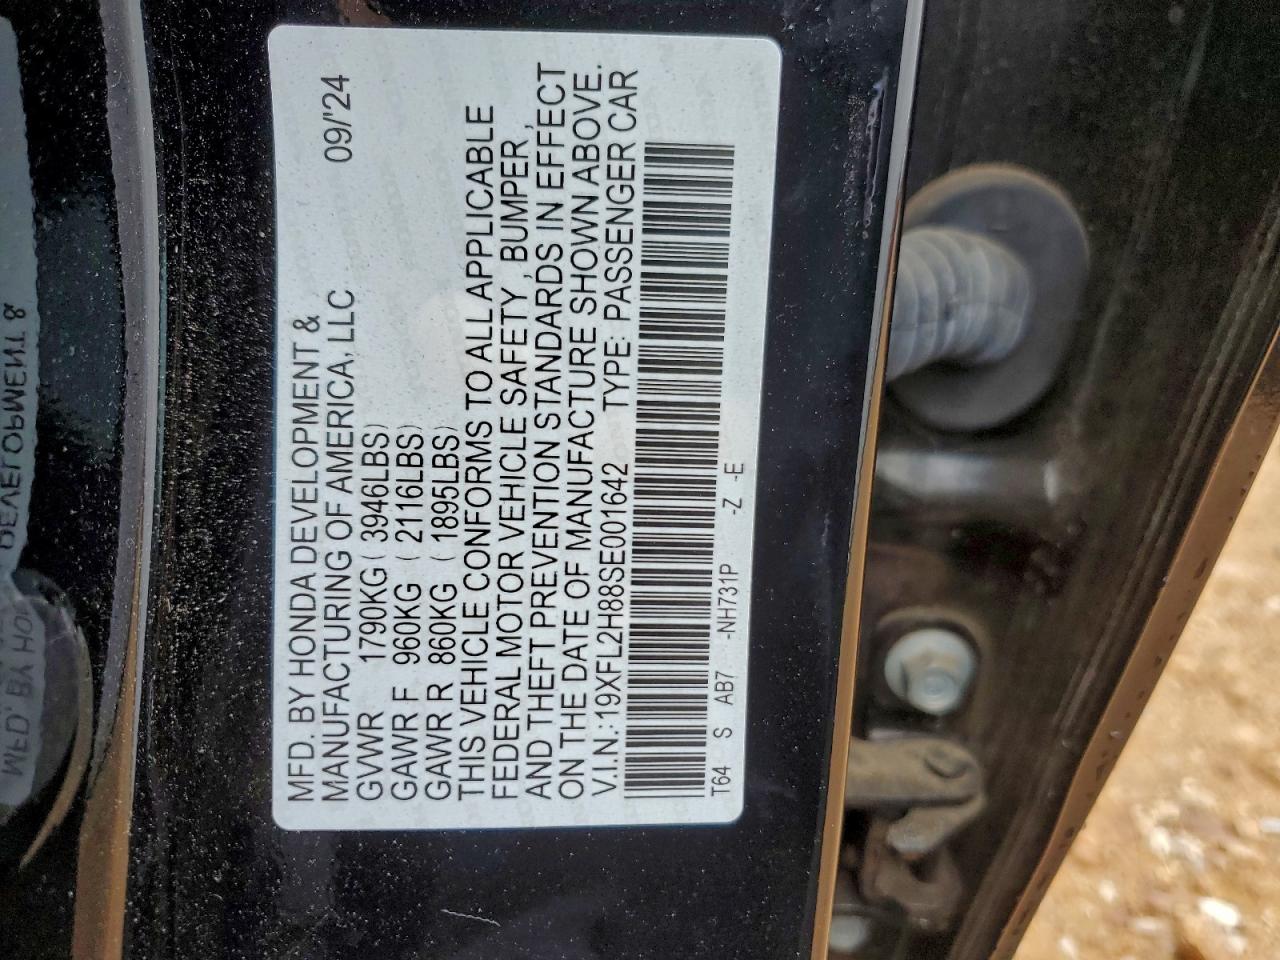 MFD. BY HONDA DEVELOPMENT &
MANUFACTURING OF AMERICA, LLC 09/'24
GVWR 1790KG ( 3946LBS)
GAWR F 960KG ( 2116LBS)
GAWR R 860KG ( 1895LBS)
THIS VEHICLE CONFORMS TO ALL APPLICABLE
FEDERAL MOTOR VEHICLE SAFETY , BUMPER ,
AND THEFT PREVENTION STANDARDS IN EFFECT
ON THE DATE OF MANUFACTURE SHOWN ABOVE.
V.I.N.:19XFL2H88SE001642 TYPE: PASSENGER CAR
T64 S AB7 -NH731P -Z -E